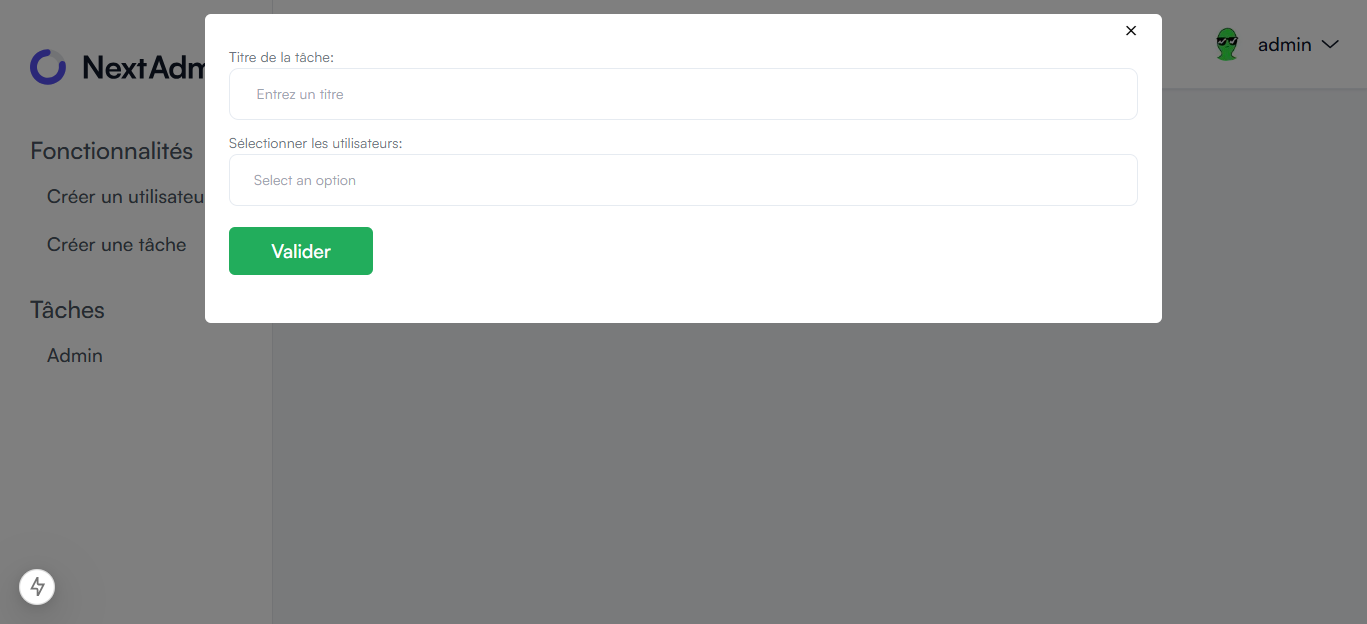 NextAdm
admin
Titre de la tâche:
Entrez un titre
Sélectionner les utilisateurs:
Select an option
Valider
Fonctionnalités
Créer un utilisateu
Créer une tâche
Tâches
Admin